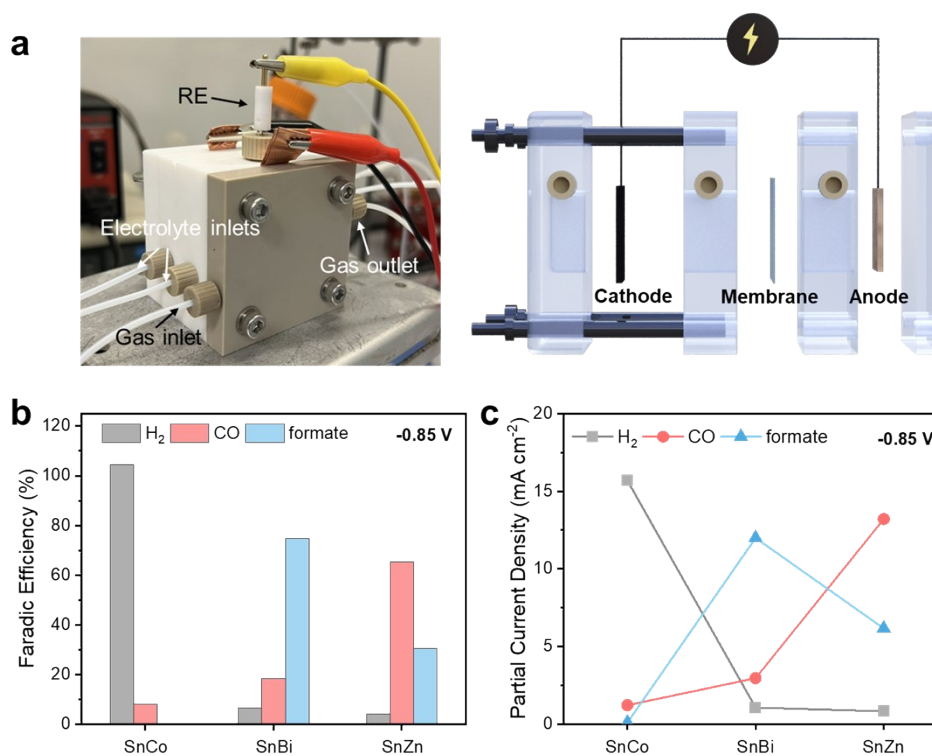 a
RE
Electrolyte inlets
Gas outlet
Gas inlet
Cathode
Membrane
Anode
b
120
100
80
60
40
20
0
Faradic Efficiency (%)
H₂ CO formate -0.85 V
SnCo SnBi SnZn
c
20
15
10
5
0
Partial Current Density (mA cm⁻²)
H₂ CO formate -0.85 V
SnCo SnBi SnZn